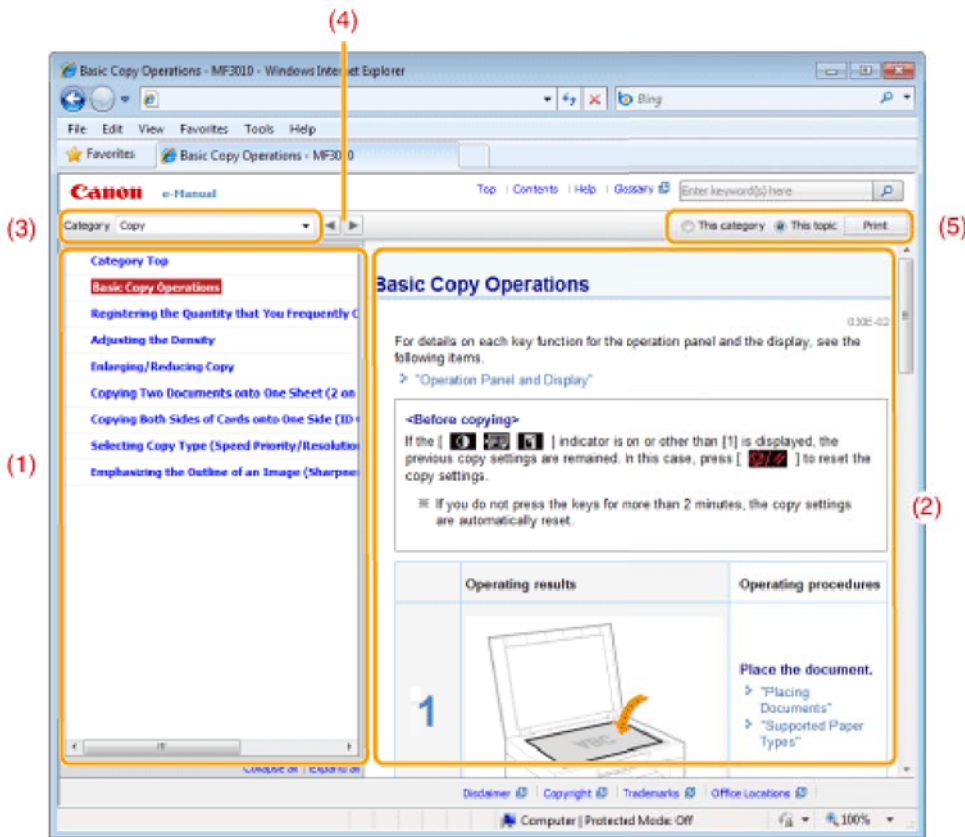 (4)
Basic Copy Operations - MF3010 - Windows Internet Explorer
Bing
File Edit View Favorites Tools Help
Favorites Basic Copy Operations - MF3010
Canon e-Manual Top Contents Help Glossary Enter keyword(s) here
(3) Category Copy This category This topic Print (5)
Category Top
Basic Copy Operations
Basic Copy Operations
Registering the Quantity that You Frequently C
030E-02
Adjusting the Density
For details on each key function for the operation panel and the display, see the
following items.
Enlarging/Reducing Copy
> "Operation Panel and Display"
Copying Two Documents onto One Sheet (2 on
Copying Both Sides of Cards onto One Side (ID
<Before copying>
If the [ ] indicator is on or other than [1] is displayed, the
Selecting Copy Type (Speed Priority/Resolution
previous copy settings are remained. In this case, press [ ] to reset the
copy settings.
(1) Emphasizing the Outline of an Image (Sharpne
※ If you do not press the keys for more than 2 minutes, the copy settings
are automatically reset.
(2)
Operating results Operating procedures
1
ABC
Place the document.
> "Placing
Documents"
> "Supported Paper
Types"
Collapse all | Expand all
Disclaimer Copyright Trademarks Office Locations
Computer | Protected Mode: Off 100%